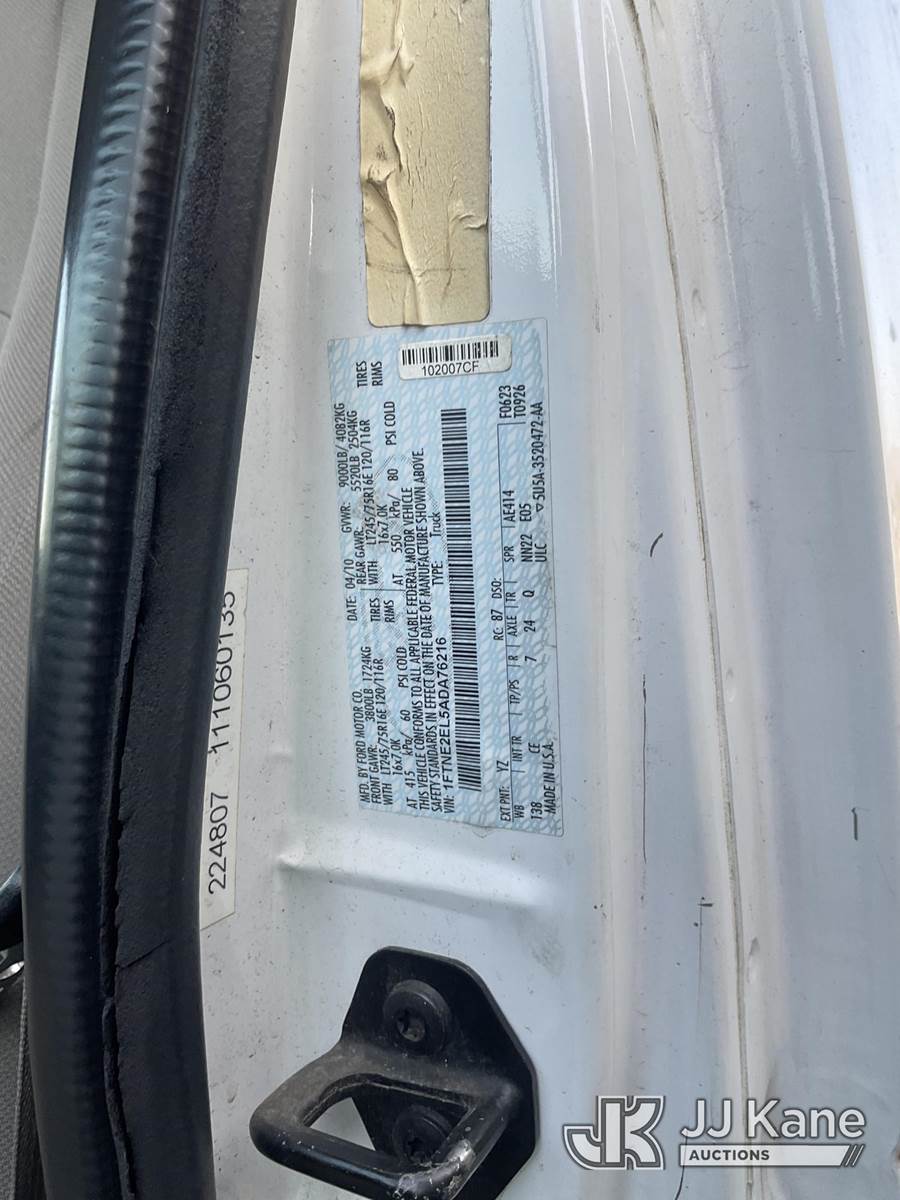 MFD. BY FORD MOTOR CO. DATE: 04/10 GVWR: 9000LB/ 4082KG
FRONT GAWR: 3800LB 1724KG REAR GAWR: 5520LB 2504KG
WITH LT245/75R16E 120/116R TIRES WITH LT245/75R16E 120/116R TIRES
16x7.0K RIMS 16x7.0K RIMS
AT 415 kPa/ 60 PSI COLD AT 550 kPa/ 80 PSI COLD
THIS VEHICLE CONFORMS TO ALL APPLICABLE FEDERAL MOTOR VEHICLE
SAFETY STANDARDS IN EFFECT ON THE DATE OF MANUFACTURE SHOWN ABOVE.
VIN: 1FTNE2EL5ADA76216 TYPE: Truck
102007CF
EXT PNT: YZ RC: 87 DSO: F0623
WB INT TR TP/PS R AXLE TR SPR AE414 T0926
138 CE 7 24 Q NN22 E05
ULC ▽5U5A-3520472-AA
MADE IN U.S.A.
224807 111060135
JK JJ Kane
AUCTIONS